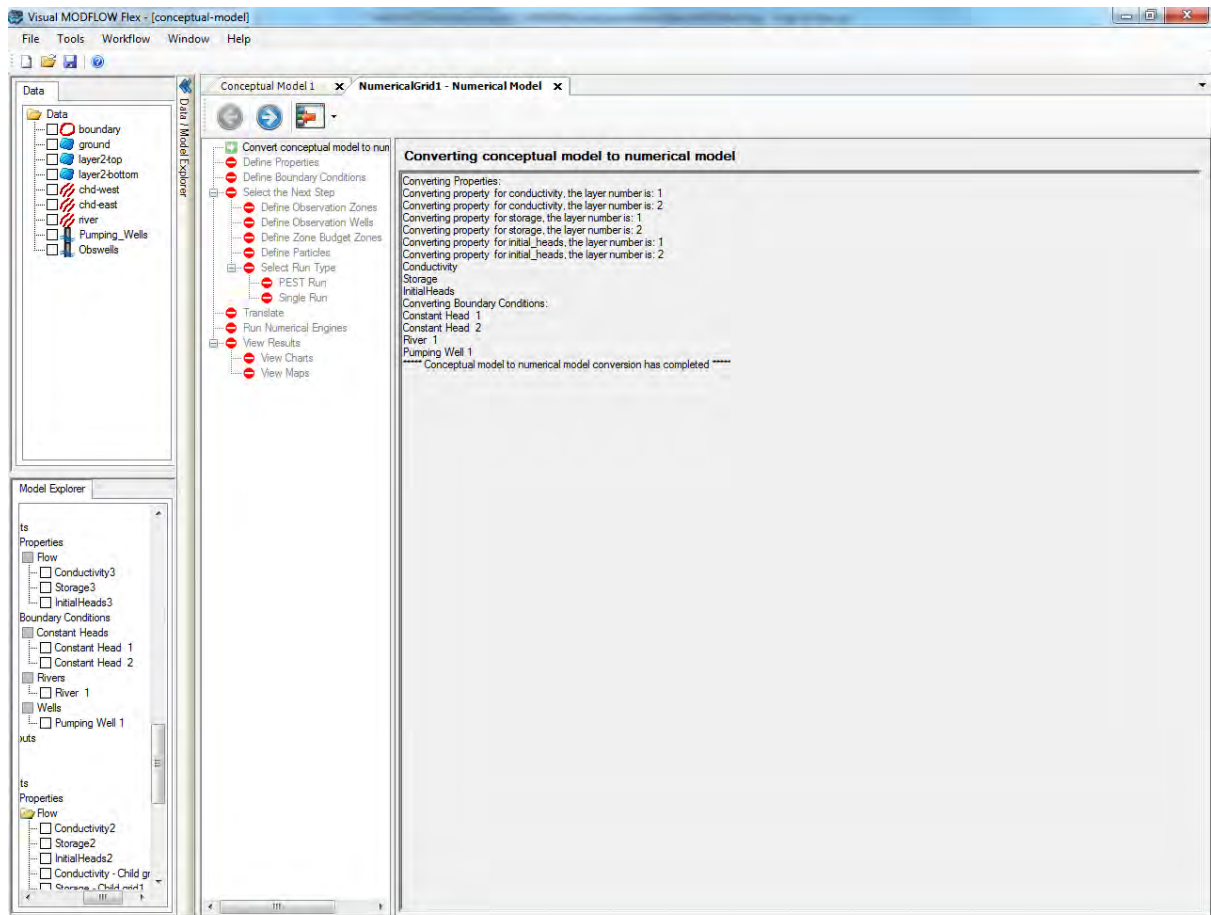 Visual MODFLOW Flex - [conceptual-model]
File Tools Workflow Window Help
Data
Data
boundary
ground
layer2-top
layer2-bottom
chd-west
chd-east
river
Pumping_Wells
Obswells
Data / Model Explorer
Model Explorer
ts
Properties
Flow
Conductivity3
Storage3
InitialHeads3
Boundary Conditions
Constant Heads
Constant Head 1
Constant Head 2
Rivers
River 1
Wells
Pumping Well 1
outs
ts
Properties
Flow
Conductivity2
Storage2
InitialHeads2
Conductivity - Child gr
Storage - Child grid1
Conceptual Model 1
NumericalGrid1 - Numerical Model
Convert conceptual model to nun
Define Properties
Define Boundary Conditions
Select the Next Step
Define Observation Zones
Define Observation Wells
Define Zone Budget Zones
Define Particles
Select Run Type
PEST Run
Single Run
Translate
Run Numerical Engines
View Results
View Charts
View Maps
Converting conceptual model to numerical model
Converting Properties:
Converting property for conductivity, the layer number is: 1
Converting property for conductivity, the layer number is: 2
Converting property for storage, the layer number is: 1
Converting property for storage, the layer number is: 2
Converting property for initial_heads, the layer number is: 1
Converting property for initial_heads, the layer number is: 2
Conductivity
Storage
InitialHeads
Converting Boundary Conditions:
Constant Head 1
Constant Head 2
River 1
Pumping Well 1
***** Conceptual model to numerical model conversion has completed *****